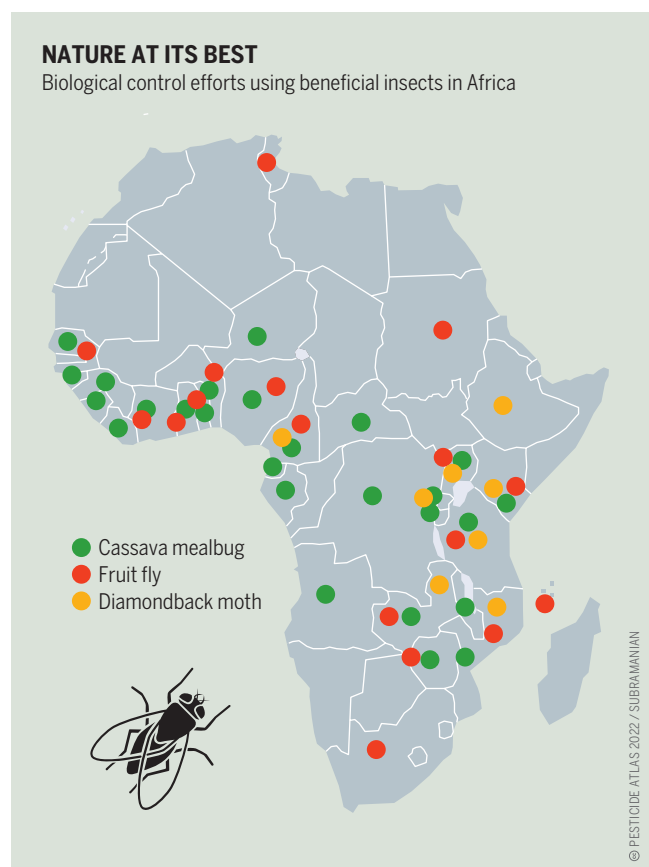 NATURE AT ITS BEST
Biological control efforts using beneficial insects in Africa
Cassava mealbug
Fruit fly
Diamondback moth
PESTICIDE ATLAS 2022 / SUBRAMANIAN